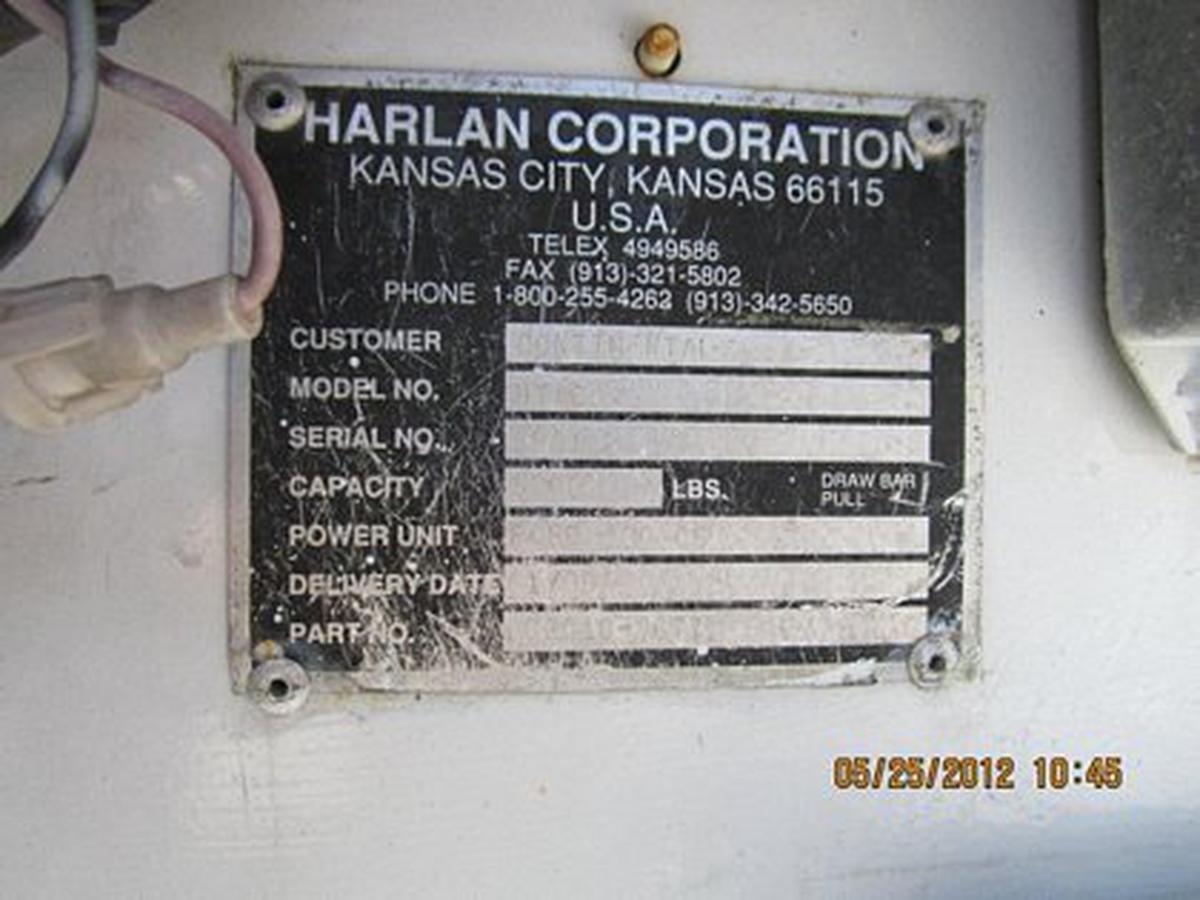 HARLAN CORPORATION
KANSAS CITY, KANSAS 66115
U.S.A.
TELEX 4949586
FAX (913)-321-5802
PHONE 1-800-255-4262 (913)-342-5650
CUSTOMER
MODEL NO.
SERIAL NO.
CAPACITY LBS. DRAW BAR
PULL
POWER UNIT
DELIVERY DATE
PART NO.
05/25/2012 10:45